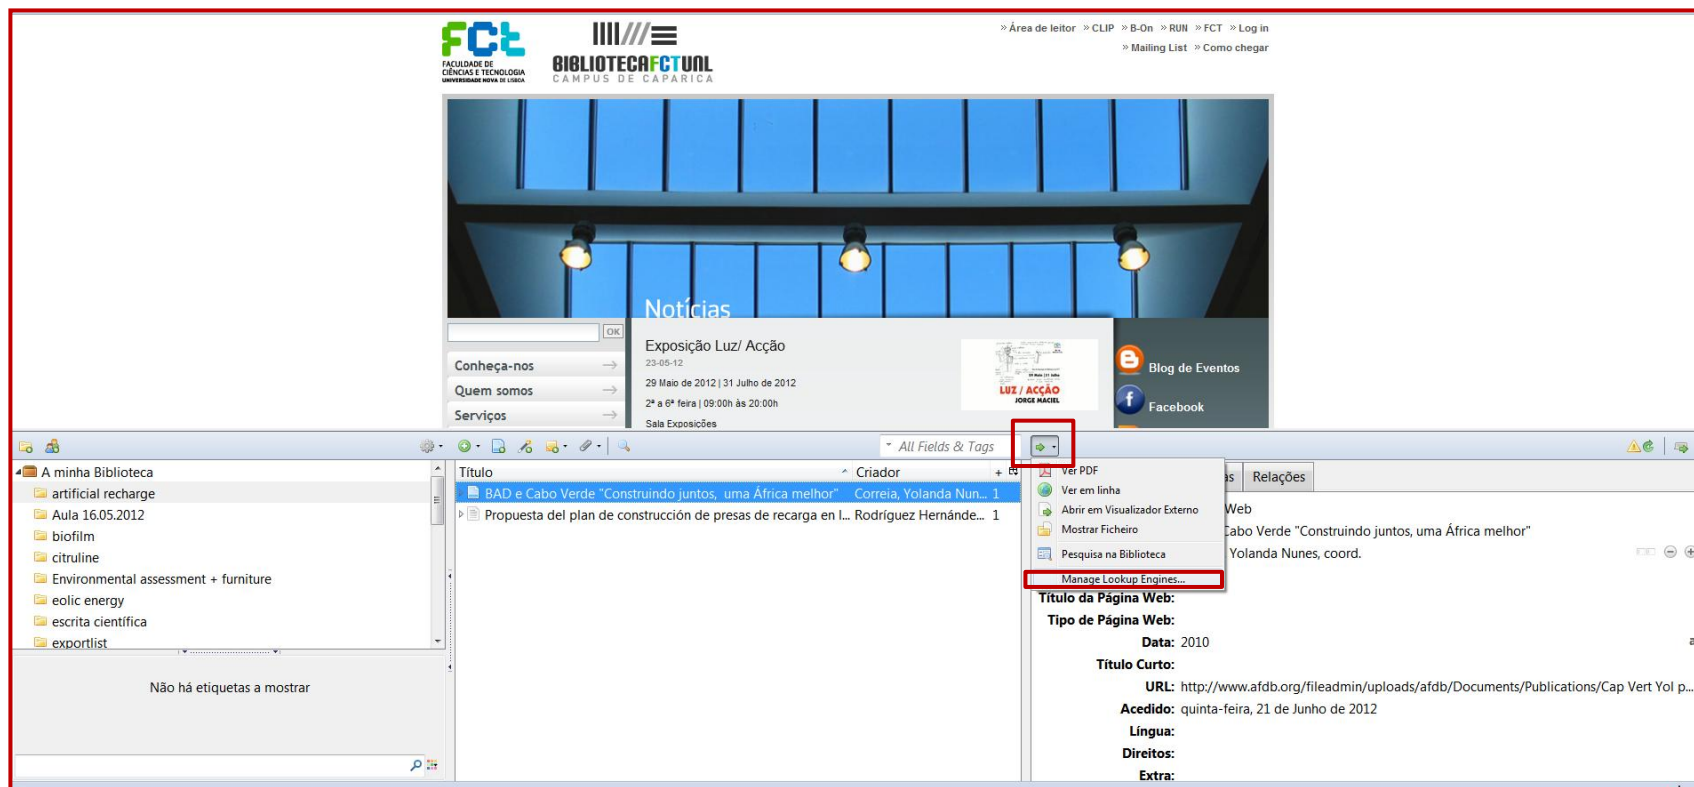 FCt
FACULDADE DE
CIÊNCIAS E TECNOLOGIA
UNIVERSIDADE NOVA DE LISBOA
BIBLIOTECAFCTUNL
CAMPUS DE CAPARICA
» Área de leitor » CLIP » B-On » RUN » FCT » Log in
» Mailing List » Como chegar
Notícias
OK
Conheça-nos
Quem somos
Serviços
Exposição Luz/ Acção
23-05-12
29 Maio de 2012 | 31 Julho de 2012
2ª a 6ª feira | 09:00h às 20:00h
Sala Exposições
LUZ / ACÇÃO
JORGE MACIEL
Blog de Eventos
Facebook
All Fields & Tags
A minha Biblioteca
artificial recharge
Aula 16.05.2012
biofilm
citruline
Environmental assessment + furniture
eolic energy
escrita científica
exportlist
Não há etiquetas a mostrar
Título Criador +
BAD e Cabo Verde "Construindo juntos, uma África melhor" Correia, Yolanda Nun... 1
Propuesta del plan de construcción de presas de recarga en l... Rodríguez Hernánde... 1
Ver PDF
Ver em linha
Abrir em Visualizador Externo
Mostrar Ficheiro
Pesquisa na Biblioteca
Manage Lookup Engines...
as Relações
Web
Cabo Verde "Construindo juntos, uma África melhor"
Yolanda Nunes, coord.
Título da Página Web:
Tipo de Página Web:
Data: 2010
Título Curto:
URL: http://www.afdb.org/fileadmin/uploads/afdb/Documents/Publications/Cap Vert Yol p...
Acedido: quinta-feira, 21 de Junho de 2012
Língua:
Direitos:
Extra: